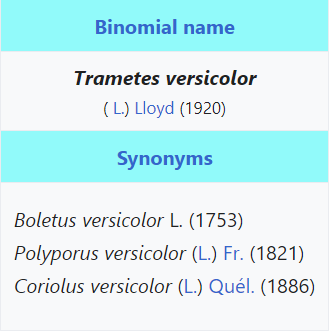 Binomial name
Trametes versicolor
( L.) Lloyd (1920)
Synonyms
Boletus versicolor L. (1753)
Polyporus versicolor (L.) Fr. (1821)
Coriolus versicolor (L.) Quél. (1886)